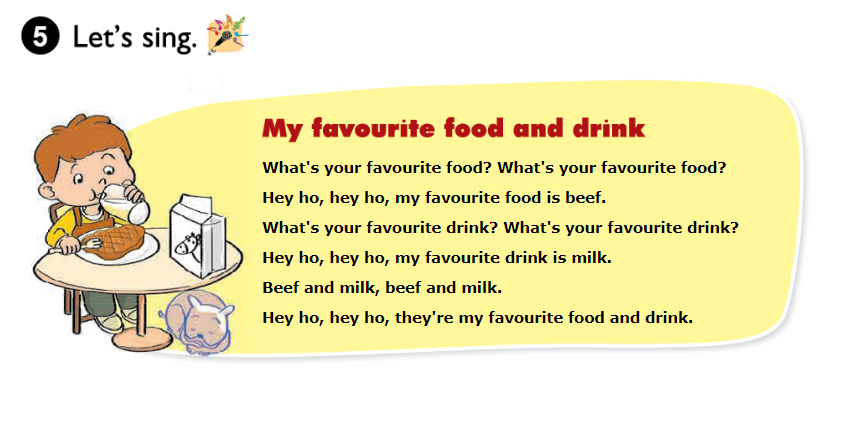 5 Let's sing.
My favourite food and drink
What's your favourite food? What's your favourite food?
Hey ho, hey ho, my favourite food is beef.
What's your favourite drink? What's your favourite drink?
Hey ho, hey ho, my favourite drink is milk.
Beef and milk, beef and milk.
Hey ho, hey ho, they're my favourite food and drink.